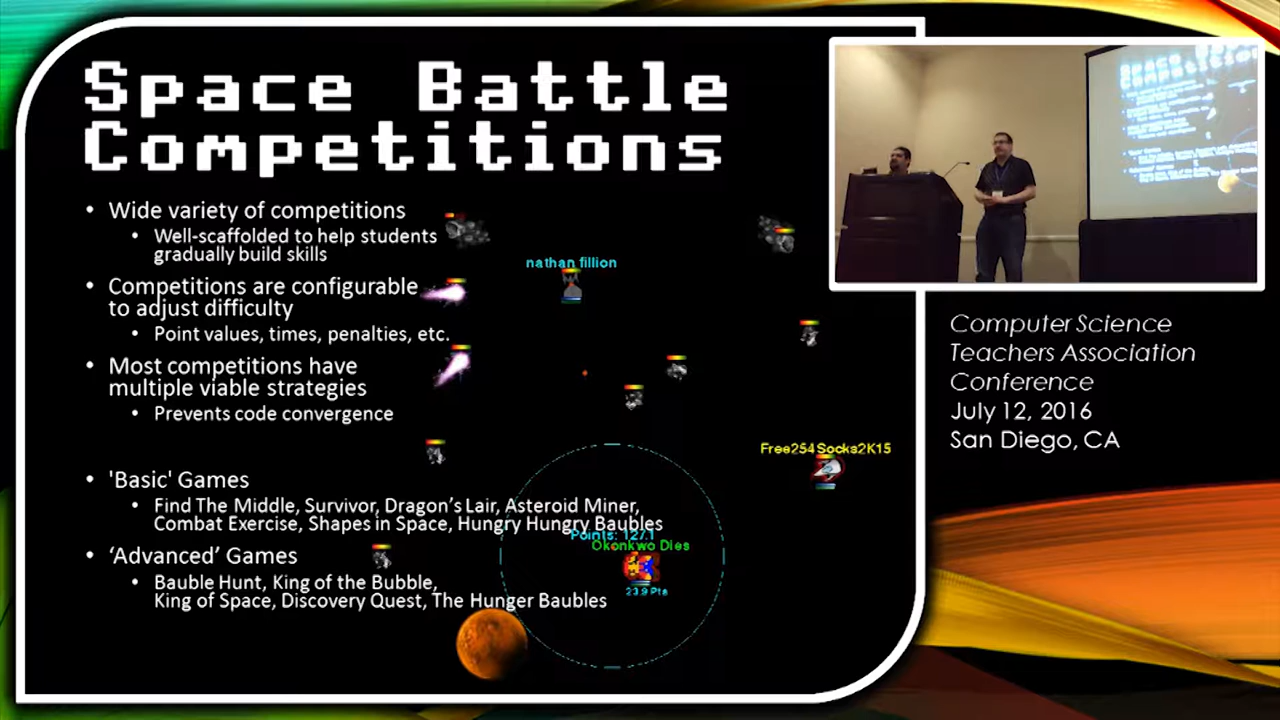 Space Battle
Competitions
• Wide variety of competitions
• Well-scaffolded to help students
gradually build skills
• Competitions are configurable
to adjust difficulty
• Point values, times, penalties, etc.
• Most competitions have
multiple viable strategies
• Prevents code convergence
• 'Basic' Games
• Find The Middle, Survivor, Dragon's Lair, Asteroid Miner,
Combat Exercise, Shapes in Space, Hungry Hungry Baubles
• ‘Advanced’ Games
• Bauble Hunt, King of the Bubble,
King of Space, Discovery Quest, The Hunger Baubles
nathan fillion
Free254Socks2K15
Points: 127.1
Okonkwo Dies
23.9 Pts
Space Battle
Competition
Computer Science
Teachers Association
Conference
July 12, 2016
San Diego, CA